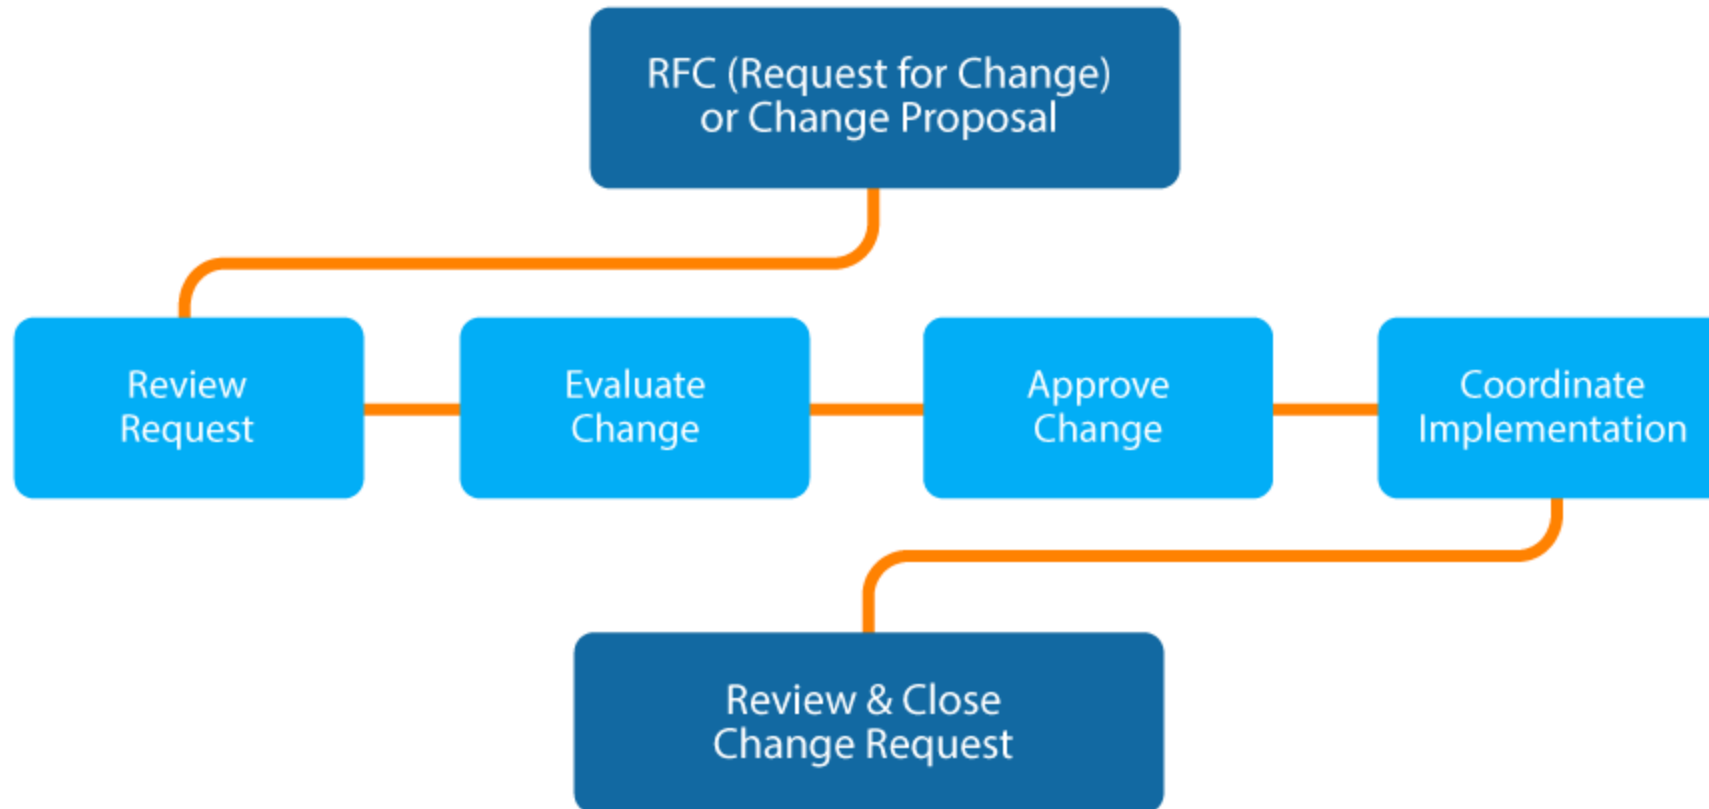 RFC (Request for Change)
or Change Proposal
Review
Request
Evaluate
Change
Approve
Change
Coordinate
Implementation
Review & Close
Change Request